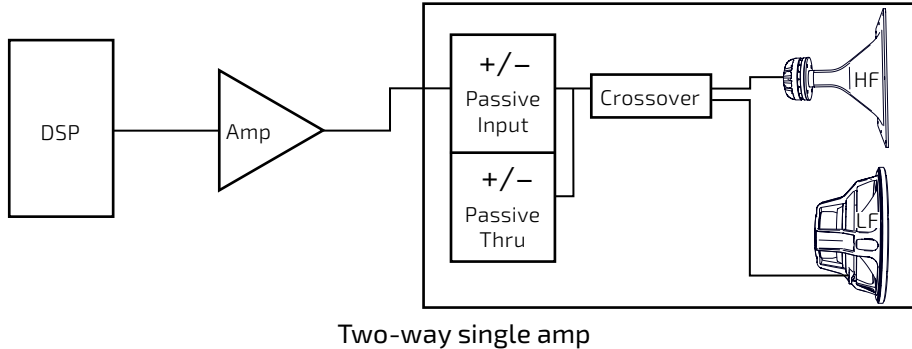 DSP
Amp
+/−
Passive
Input
+/−
Passive
Thru
Crossover
HF
LF
Two-way single amp